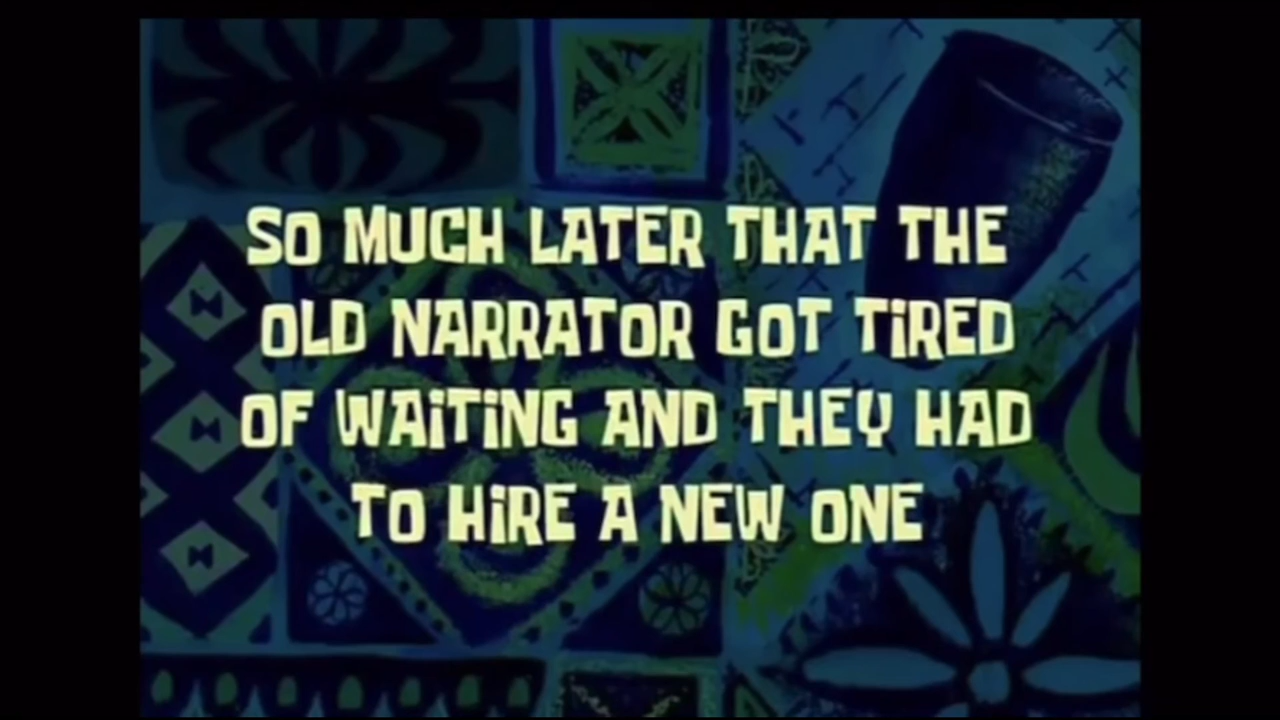 SO MUCH LATER THAT THE
OLD NARRATOR GOT TiRED
OF WAiTiNG AND THEY HAD
TO HiRE A NEW ONE